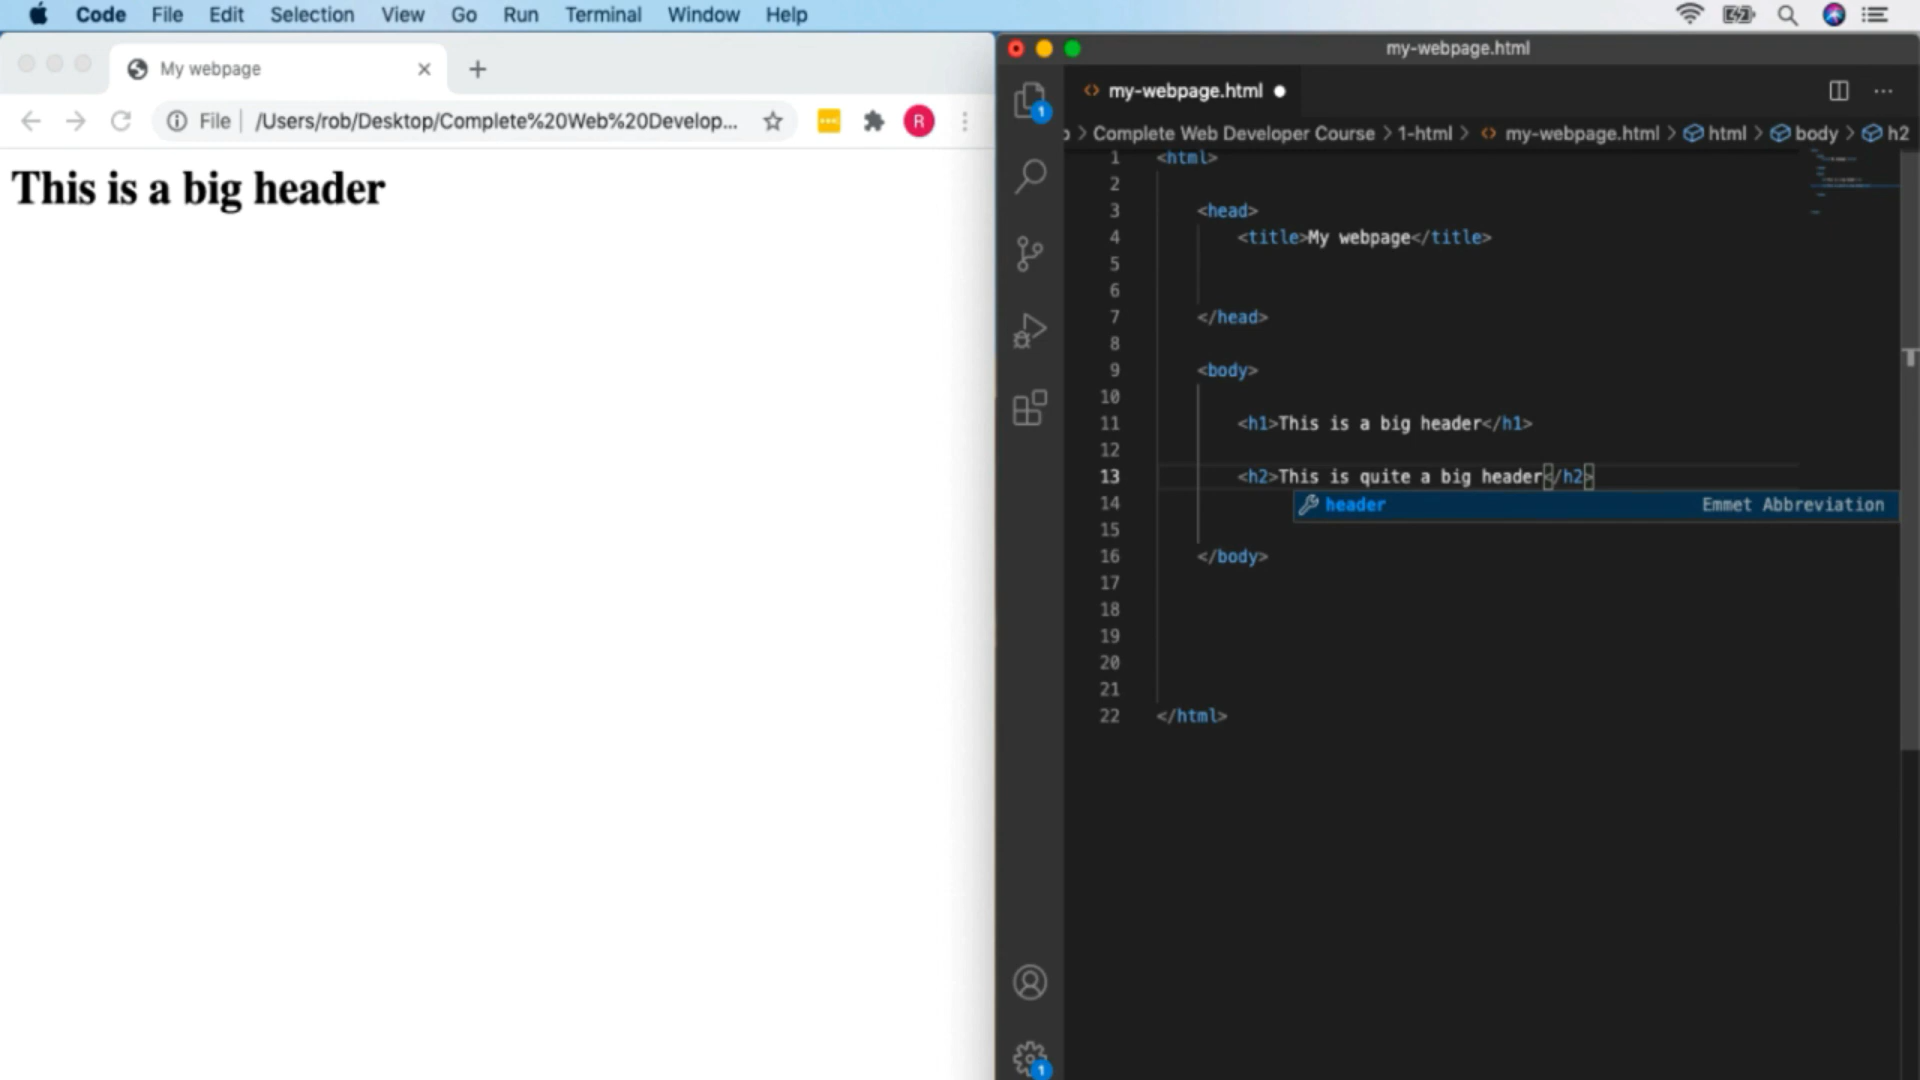 Code File Edit Selection View Go Run Terminal Window Help
My webpage
File /Users/rob/Desktop/Complete%20Web%20Develop...
R
This is a big header
my-webpage.html
my-webpage.html
Complete Web Developer Course > 1-html > <> my-webpage.html > html > body > h2
1 <html>
2
3 <head>
4 <title>My webpage</title>
5
6
7 </head>
8
9 <body>
10
11 <h1>This is a big header</h1>
12
13 <h2>This is quite a big header</h2>
header Emmet Abbreviation
14
15
16 </body>
17
18
19
20
21
22 </html>
1
1